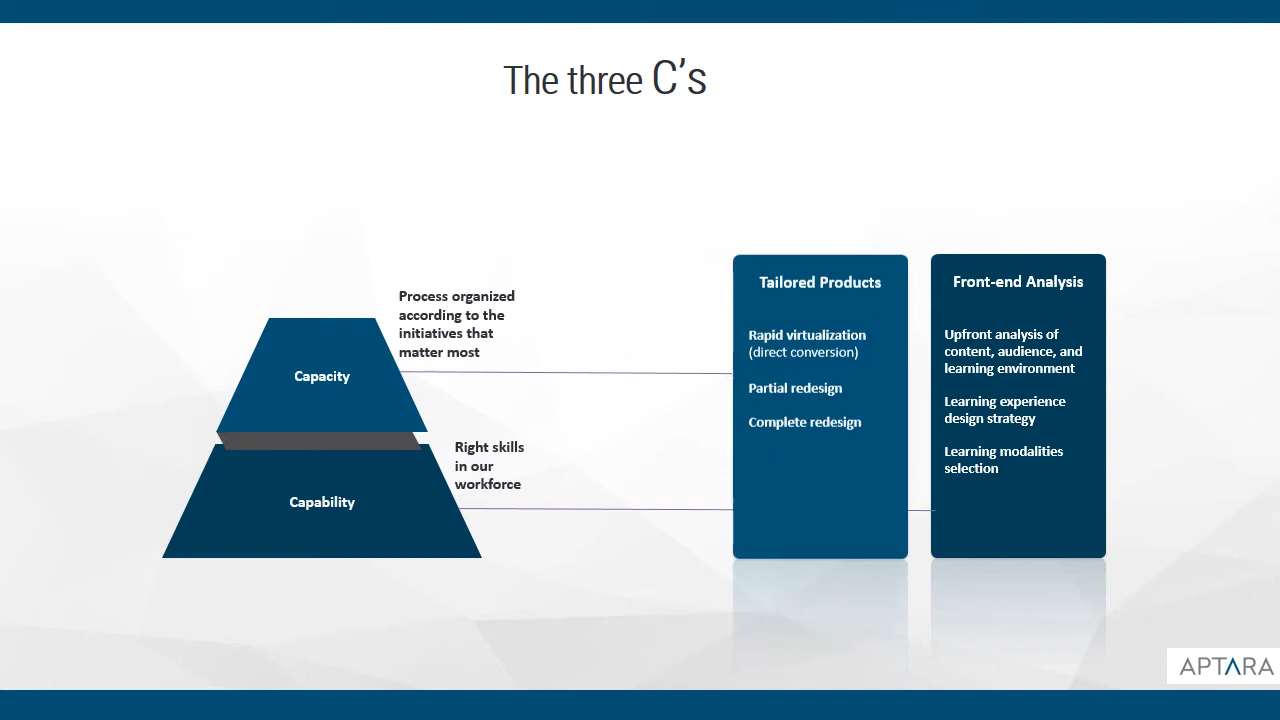 The three C’s
Process organized
according to the
initiatives that
matter most
Capacity
Right skills
in our
workforce
Capability
Tailored Products
Rapid virtualization
(direct conversion)
Partial redesign
Complete redesign
Front-end Analysis
Upfront analysis of
content, audience, and
learning environment
Learning experience
design strategy
Learning modalities
selection
APTARA